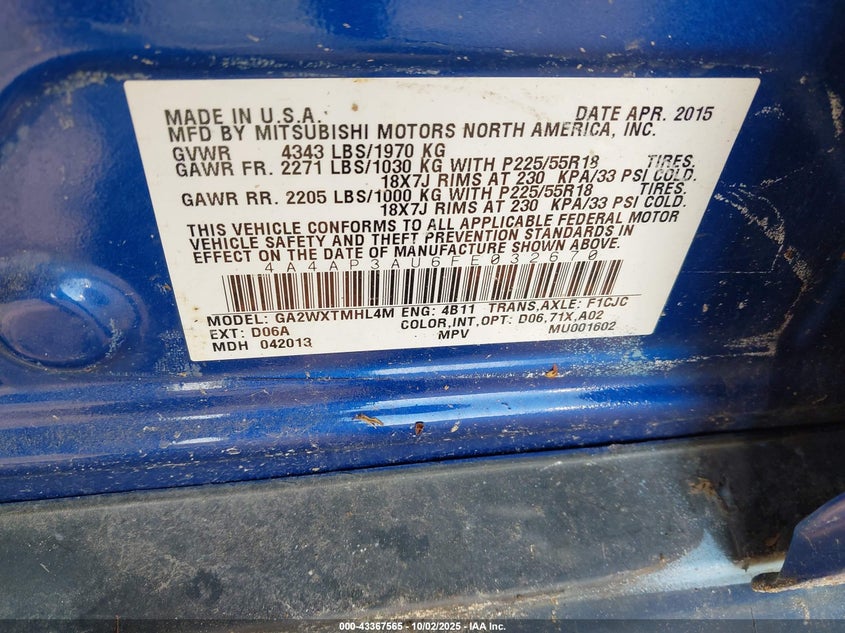 MADE IN U.S.A. DATE APR. 2015
MFD BY MITSUBISHI MOTORS NORTH AMERICA, INC.
GVWR 4343 LBS/1970 KG
GAWR FR. 2271 LBS/1030 KG WITH P225/55R18 TIRES.
18X7J RIMS AT 230 KPA/33 PSI COLD.
GAWR RR. 2205 LBS/1000 KG WITH P225/55R18 TIRES.
18X7J RIMS AT 230 KPA/33 PSI COLD.
THIS VEHICLE CONFORMS TO ALL APPLICABLE FEDERAL MOTOR
VEHICLE SAFETY AND THEFT PREVENTION STANDARDS IN
EFFECT ON THE DATE OF MANUFACTURE SHOWN ABOVE.
4A4AP3AU6FE032670
MODEL: GA2WXTMHL4M ENG: 4B11 TRANS,AXLE: F1CJC
EXT: D06A COLOR,INT,OPT: D06,71X,A02
MDH 042013 MPV MU001602
000-43367565 - 10/02/2025 - IAA Inc.